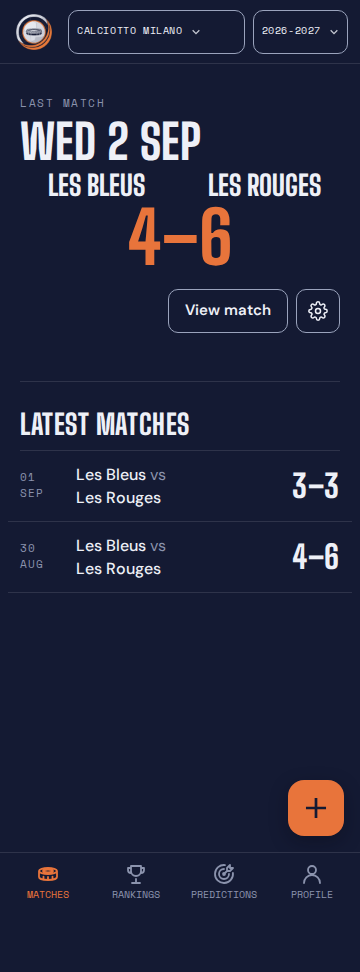 CALCIOTTO MILANO
2026-2027
LAST MATCH
WED 2 SEP
LES BLEUS LES ROUGES
4–6
View match
LATEST MATCHES
01 SEP
Les Bleus vs
Les Rouges
3–3
30 AUG
Les Bleus vs
Les Rouges
4–6
MATCHES RANKINGS PREDICTIONS PROFILE